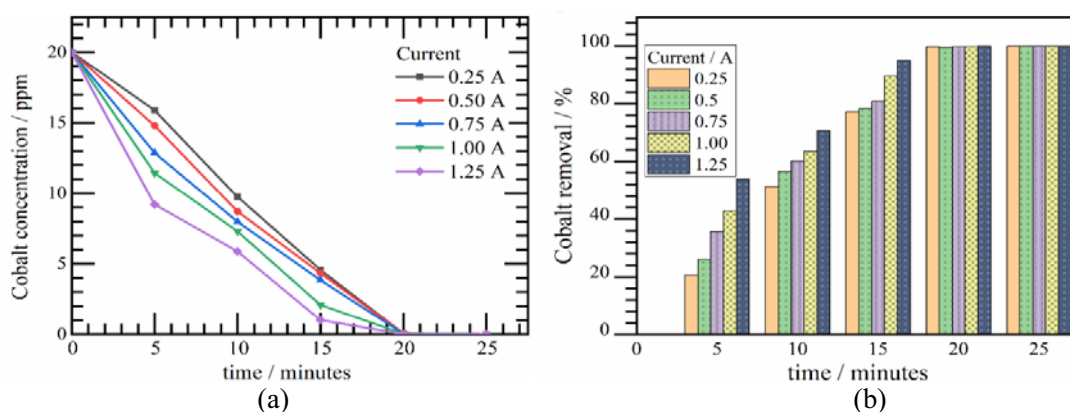 Cobalt concentration / ppm
20
15
10
5
0
0 5 10 15 20 25
time / minutes
Current
0.25 A
0.50 A
0.75 A
1.00 A
1.25 A
(a)
Cobalt removal / %
100
80
60
40
20
0
0 5 10 15 20 25
time / minutes
Current / A
0.25
0.5
0.75
1.00
1.25
(b)